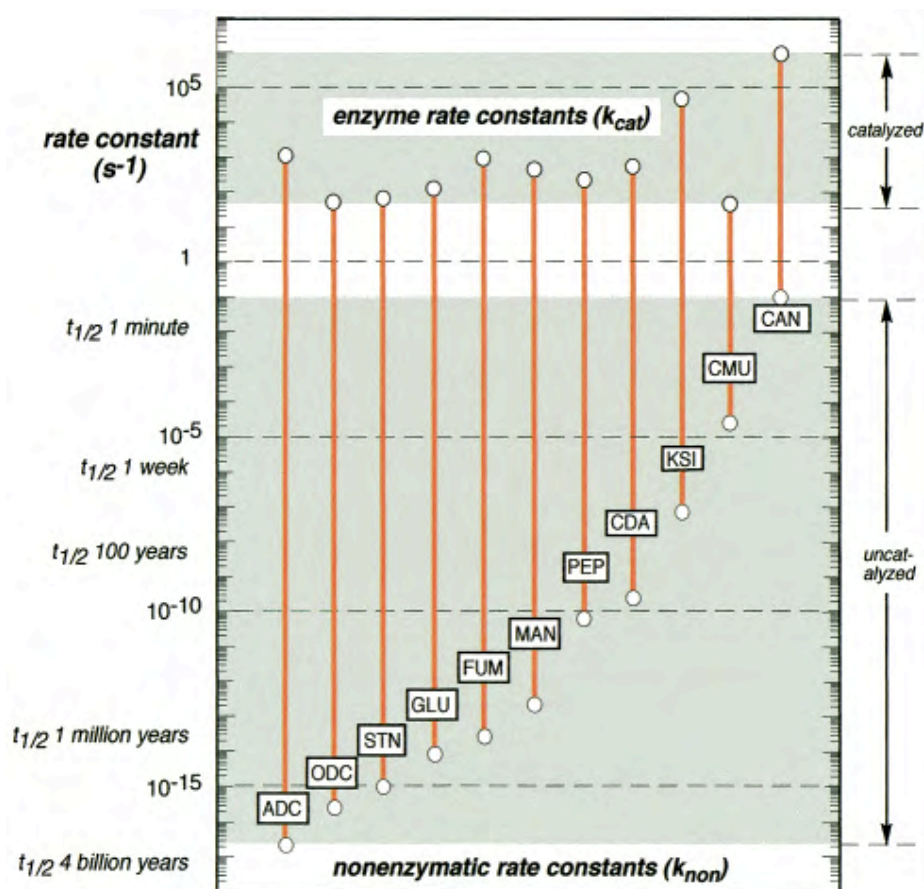 10^5
enzyme rate constants (k_cat)
rate constant
(s-1)
catalyzed
1
t1/2 1 minute
CAN
CMU
10^-5
t1/2 1 week
KSI
CDA
t1/2 100 years
PEP
uncat-
alyzed
10^-10
MAN
FUM
GLU
t1/2 1 million years
STN
ODC
10^-15
ADC
t1/2 4 billion years
nonenzymatic rate constants (k_non)